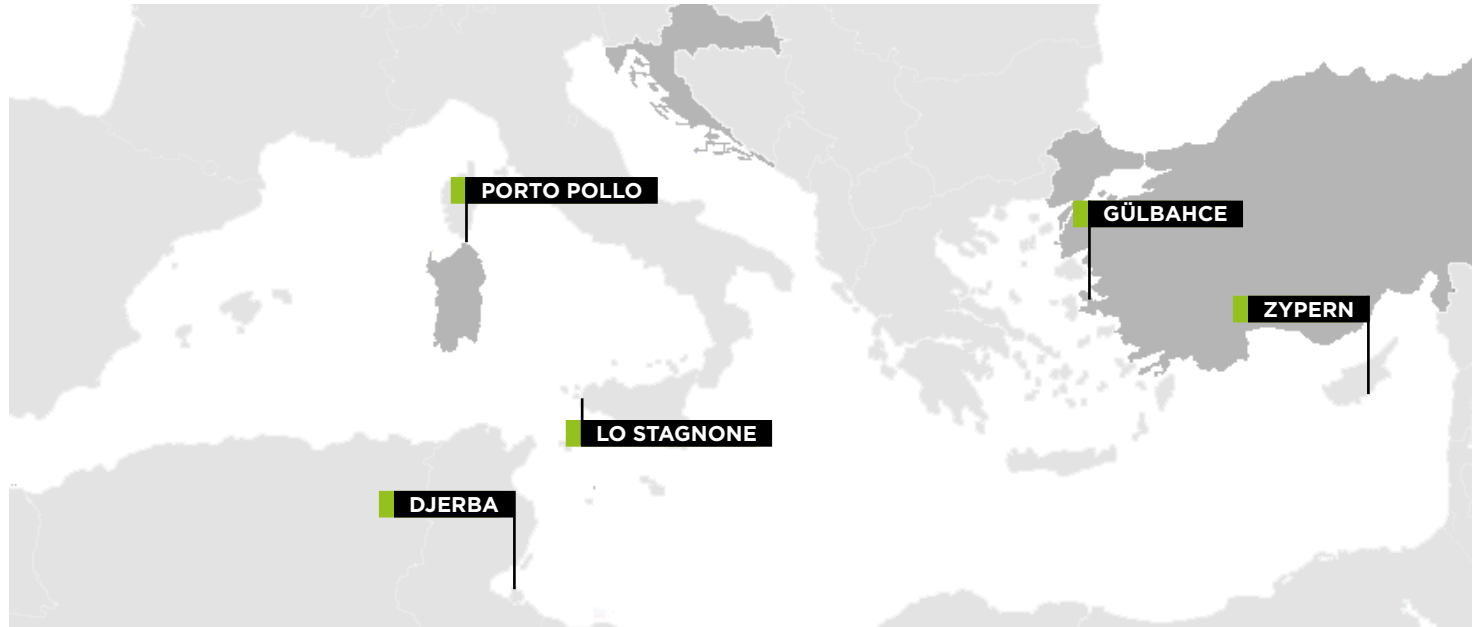 PORTO POLLO
GÜLBAHCE
ZYPERN
LO STAGNONE
DJERBA